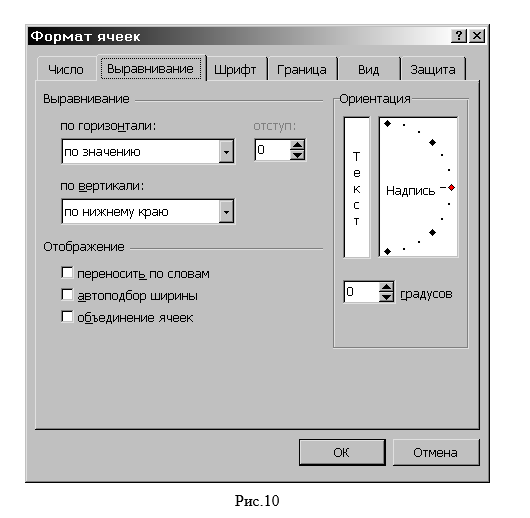 Формат ячеек
Число Выравнивание Шрифт Граница Вид Защита
Выравнивание
по горизонтали: отступ:
по значению 0
по вертикали:
по нижнему краю
Отображение
переносить по словам
автоподбор ширины
объединение ячеек
Ориентация
Текст
Надпись
0 градусов
ОК Отмена
Рис.10